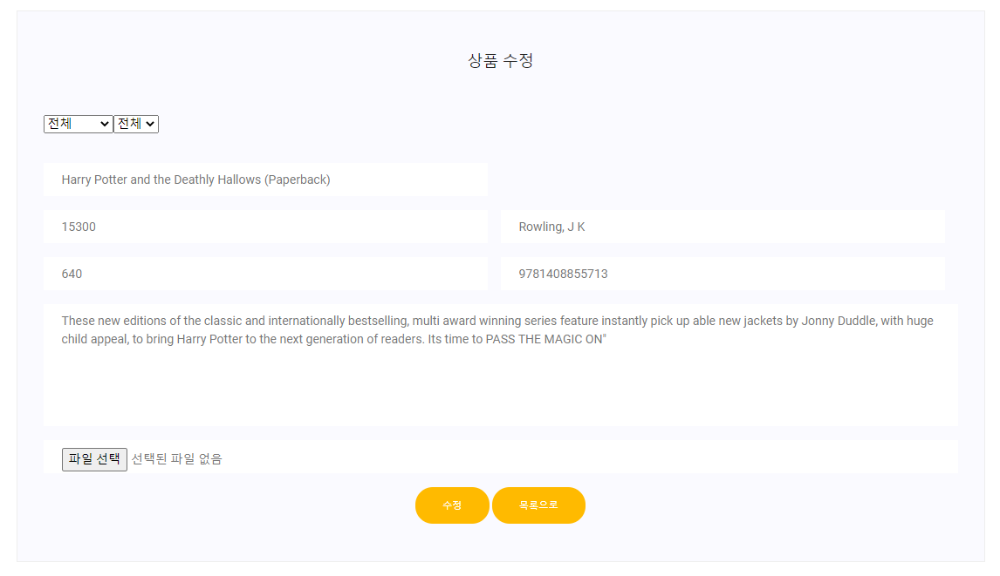 상품 수정
전체 전체
Harry Potter and the Deathly Hallows (Paperback)
15300 Rowling, J K
640 9781408855713
These new editions of the classic and internationally bestselling, multi award winning series feature instantly pick up able new jackets by Jonny Duddle, with huge
child appeal, to bring Harry Potter to the next generation of readers. Its time to PASS THE MAGIC ON"
파일 선택 선택된 파일 없음
수정 목록으로